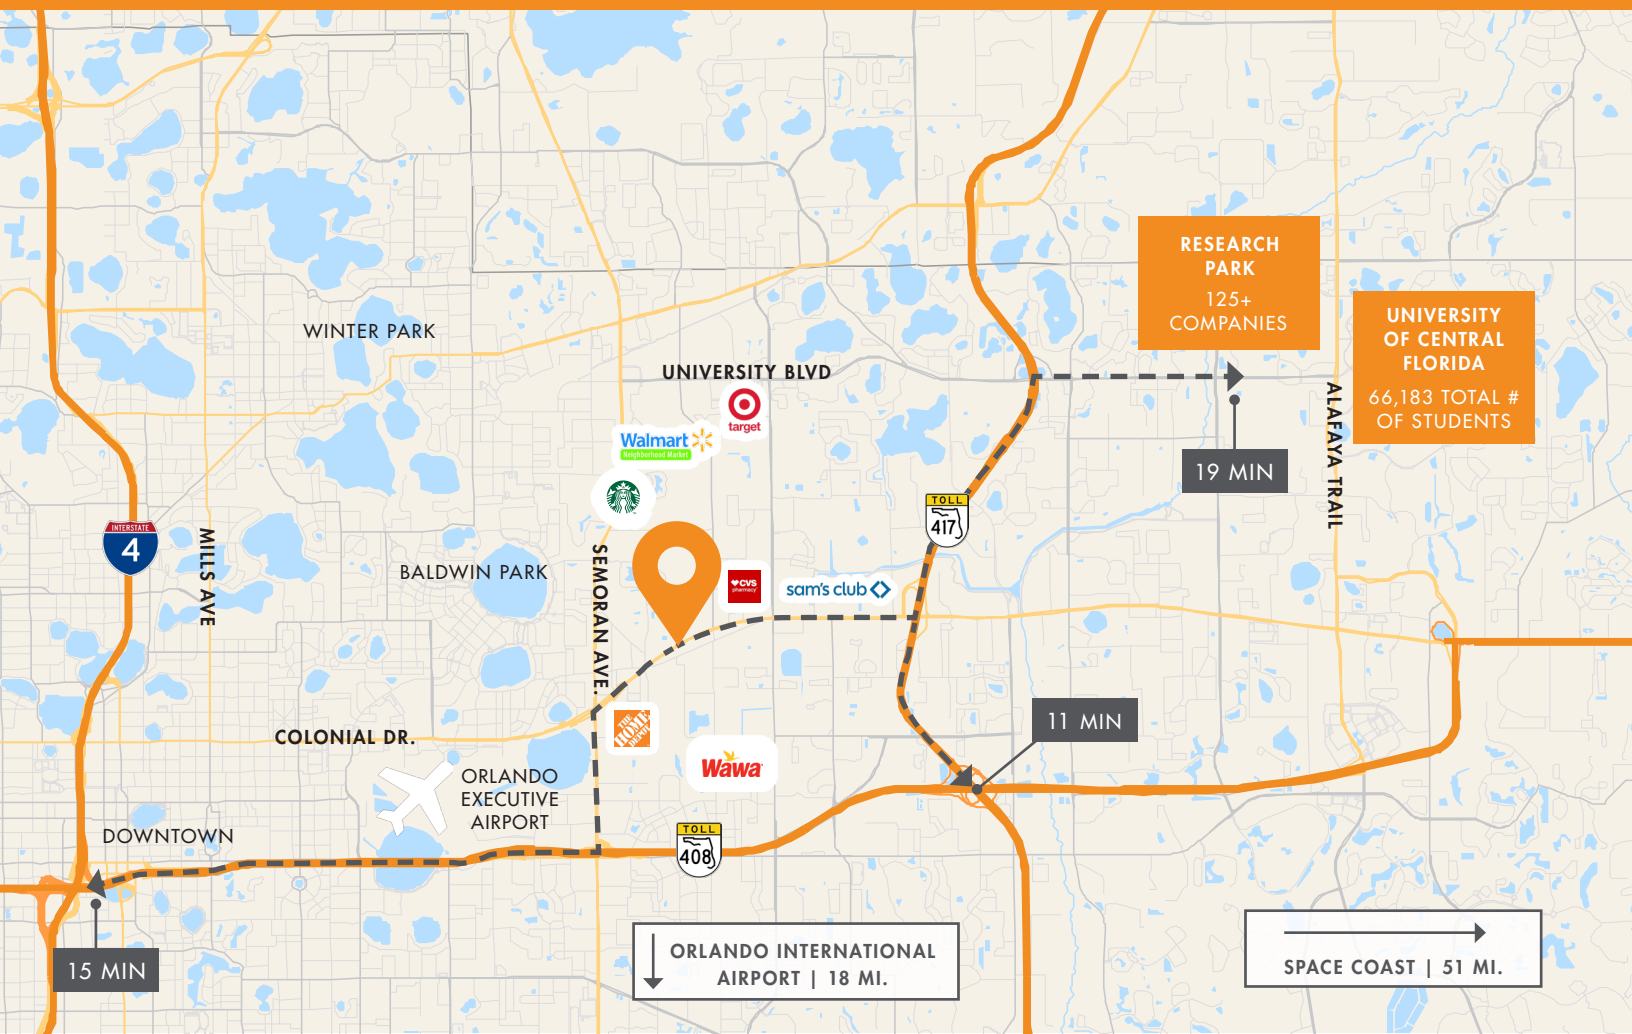 RESEARCH
PARK
125+
COMPANIES
UNIVERSITY
OF CENTRAL
FLORIDA
66,183 TOTAL #
OF STUDENTS
WINTER PARK
UNIVERSITY BLVD
target
Walmart
Neighborhood Market
ALAFAYA TRAIL
19 MIN
TOLL
417
INTERSTATE
4
MILLS AVE
BALDWIN PARK
SEMORAN AVE.
CVS
pharmacy
sam's club
11 MIN
THE
HOME
DEPOT
COLONIAL DR.
Wawa
ORLANDO
EXECUTIVE
AIRPORT
DOWNTOWN
TOLL
408
15 MIN
ORLANDO INTERNATIONAL
AIRPORT | 18 MI.
SPACE COAST | 51 MI.